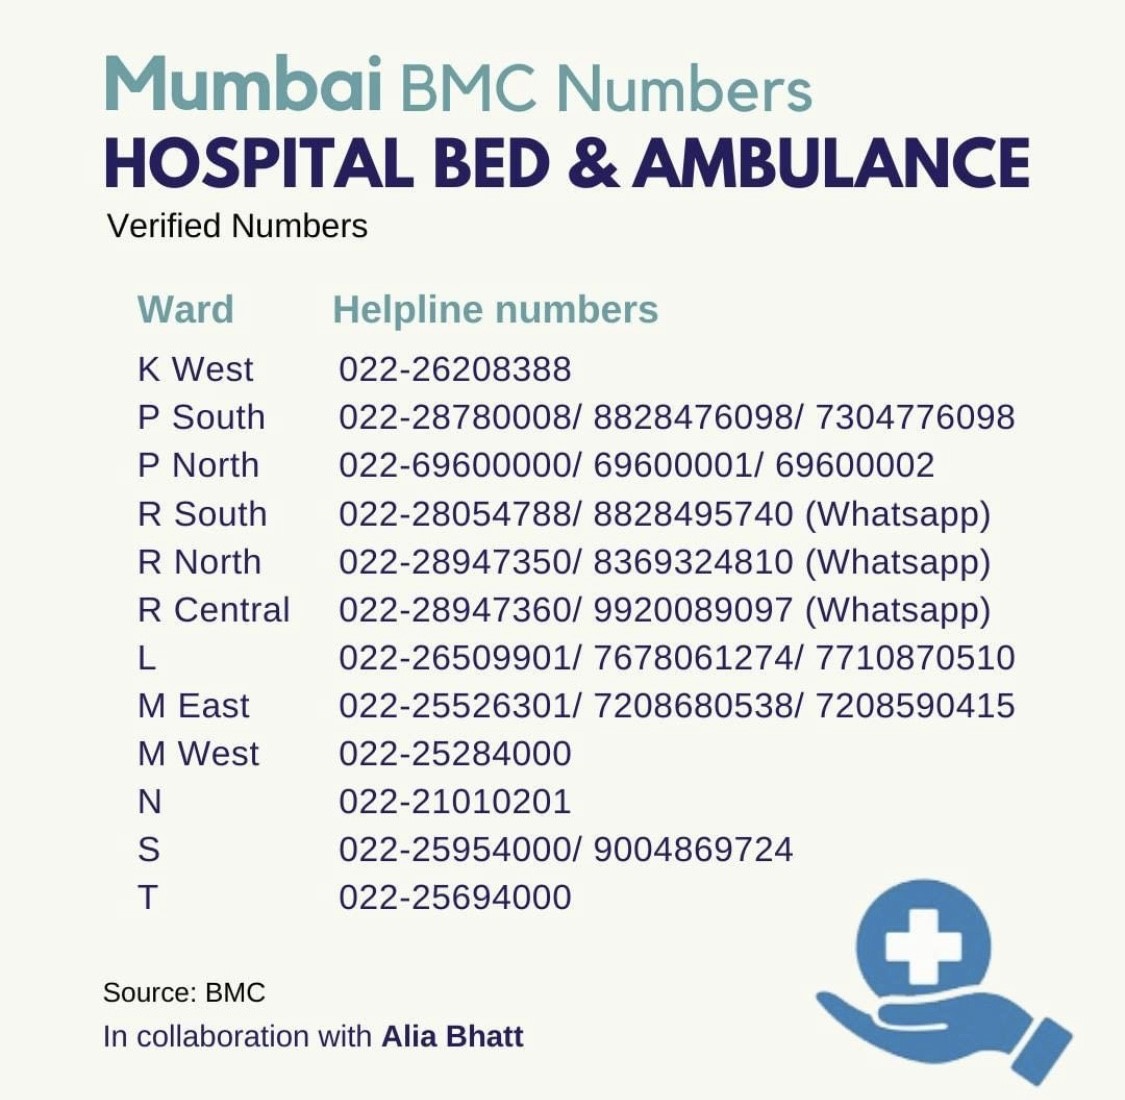 Mumbai BMC Numbers
HOSPITAL BED & AMBULANCE
Verified Numbers
Ward Helpline numbers
K West 022-26208388
P South 022-28780008/ 8828476098/ 7304776098
P North 022-69600000/ 69600001/ 69600002
R South 022-28054788/ 8828495740 (Whatsapp)
R North 022-28947350/ 8369324810 (Whatsapp)
R Central 022-28947360/ 9920089097 (Whatsapp)
L 022-26509901/ 7678061274/ 7710870510
M East 022-25526301/ 7208680538/ 7208590415
M West 022-25284000
N 022-21010201
S 022-25954000/ 9004869724
T 022-25694000
Source: BMC
In collaboration with Alia Bhatt